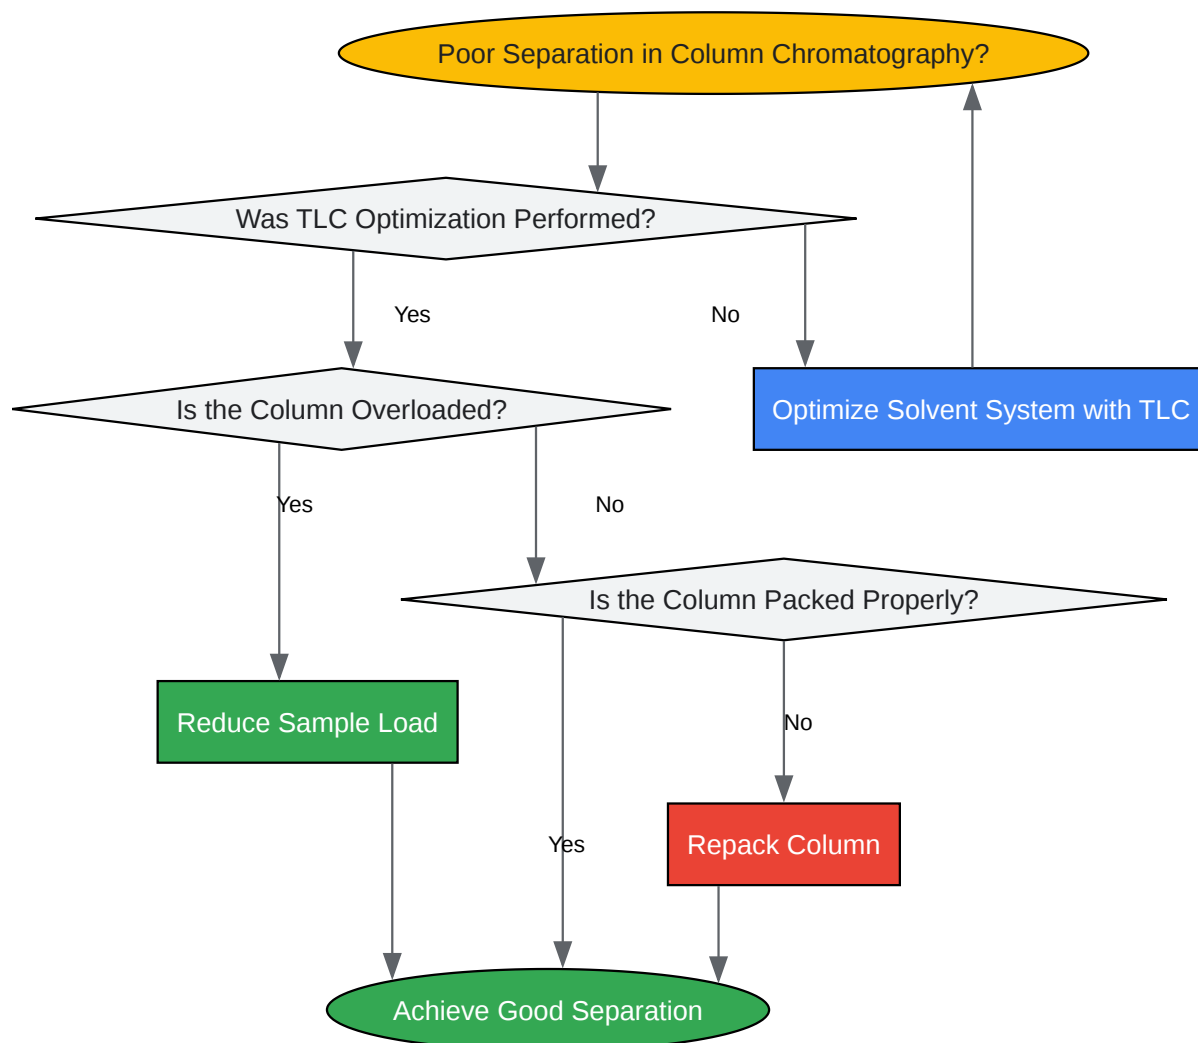 Poor Separation in Column Chromatography?
Was TLC Optimization Performed?
Yes
No
Is the Column Overloaded?
Optimize Solvent System with TLC
Yes
No
Is the Column Packed Properly?
Reduce Sample Load
No
Yes
Repack Column
Achieve Good Separation